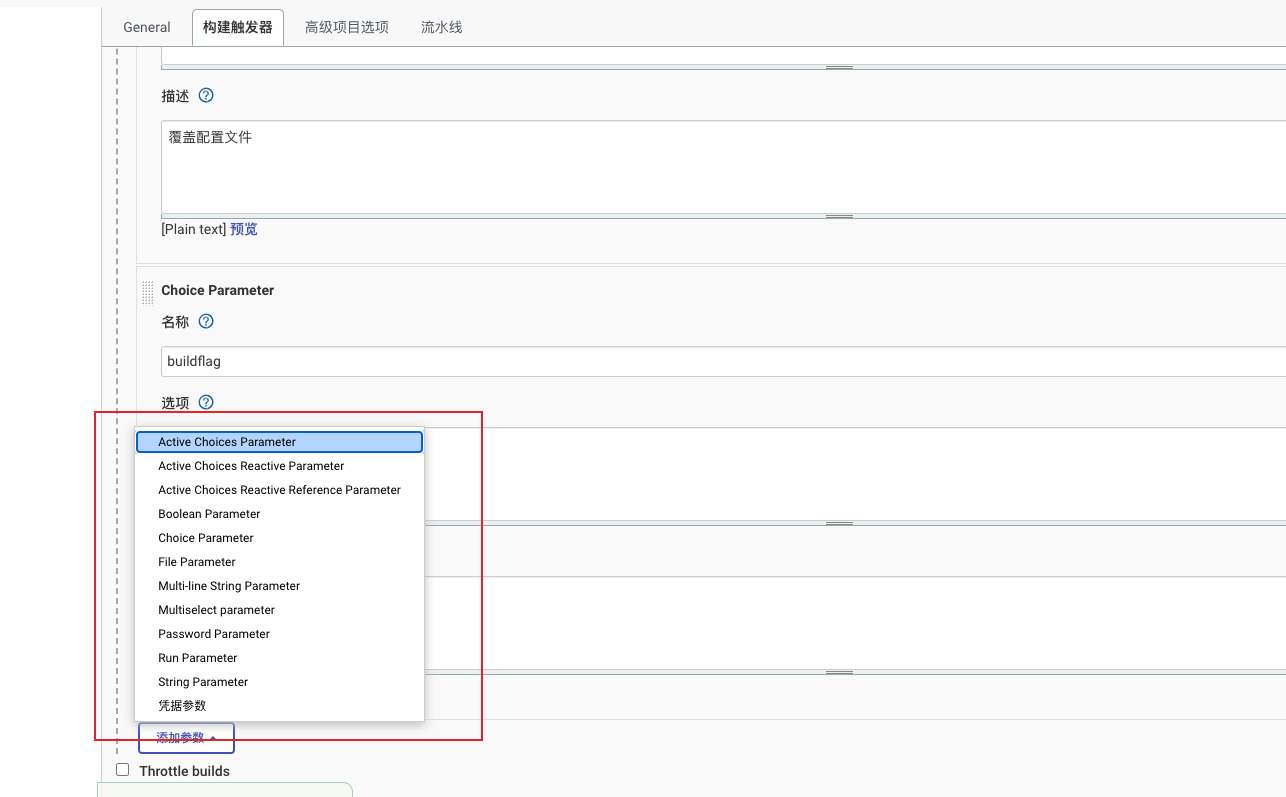 General 构建触发器 高级项目选项 流水线
描述
覆盖配置文件
[Plain text] 预览
Choice Parameter
名称
buildflag
选项
Active Choices Parameter
Active Choices Reactive Parameter
Active Choices Reactive Reference Parameter
Boolean Parameter
Choice Parameter
File Parameter
Multi-line String Parameter
Multiselect parameter
Password Parameter
Run Parameter
String Parameter
凭据参数
添加参数
Throttle builds